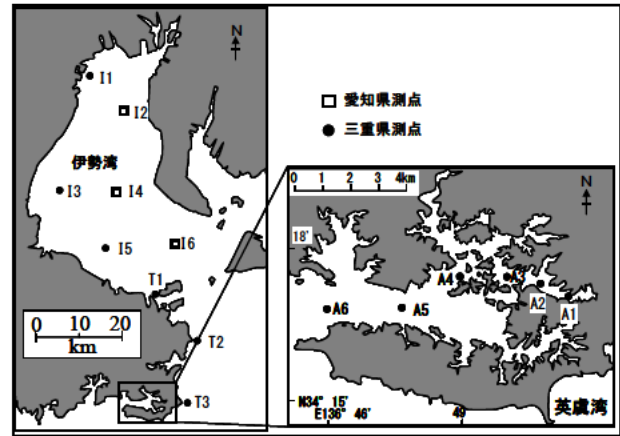 N
I1
I2
伊勢湾
I3
I4
I5
I6
T1
0 10 20
km
T2
T3
愛知県測点
三重県測点
0 1 2 3 4km
N
18'
A4
A3
A2
A1
A6
A5
N34° 15'
E136° 46'
49
英虞湾